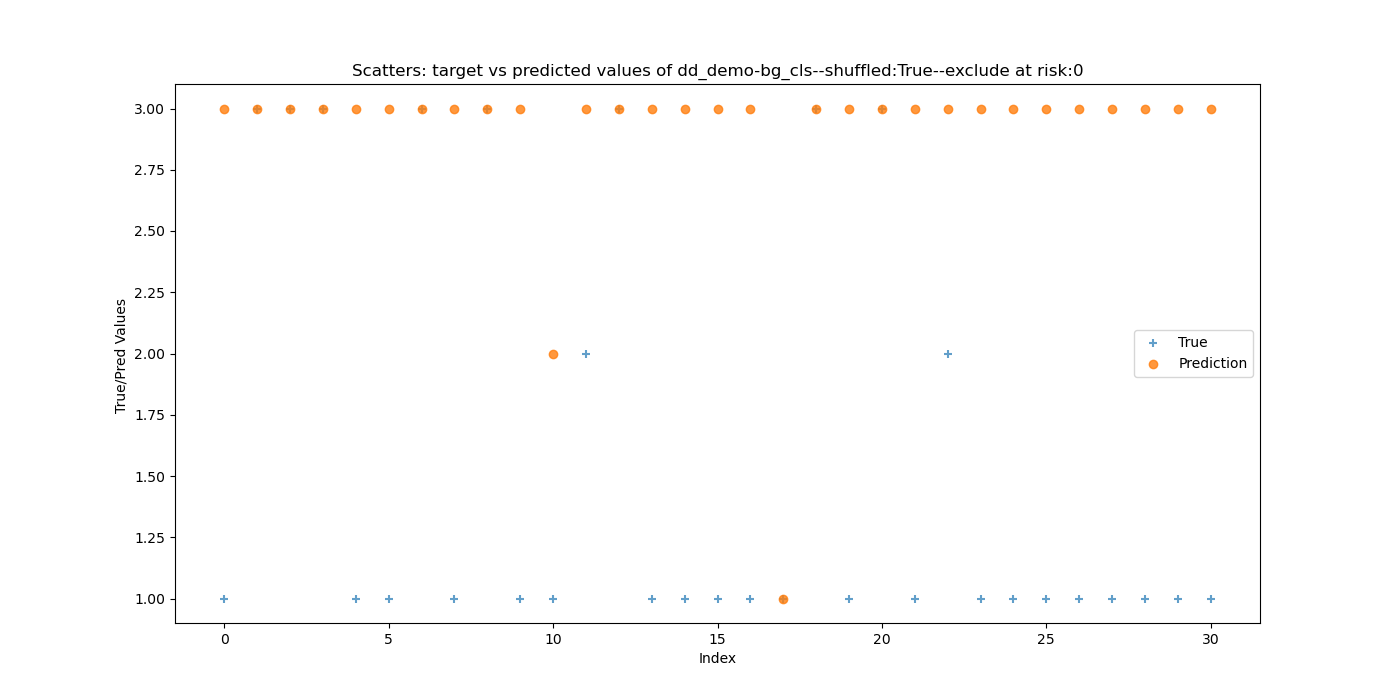 Scatters: target vs predicted values of dd_demo-bg_cls--shuffled:True--exclude at risk:0
3.00
2.75
2.50
2.25
2.00
1.75
1.50
1.25
1.00
True/Pred Values
True
Prediction
0 5 10 15 20 25 30
Index